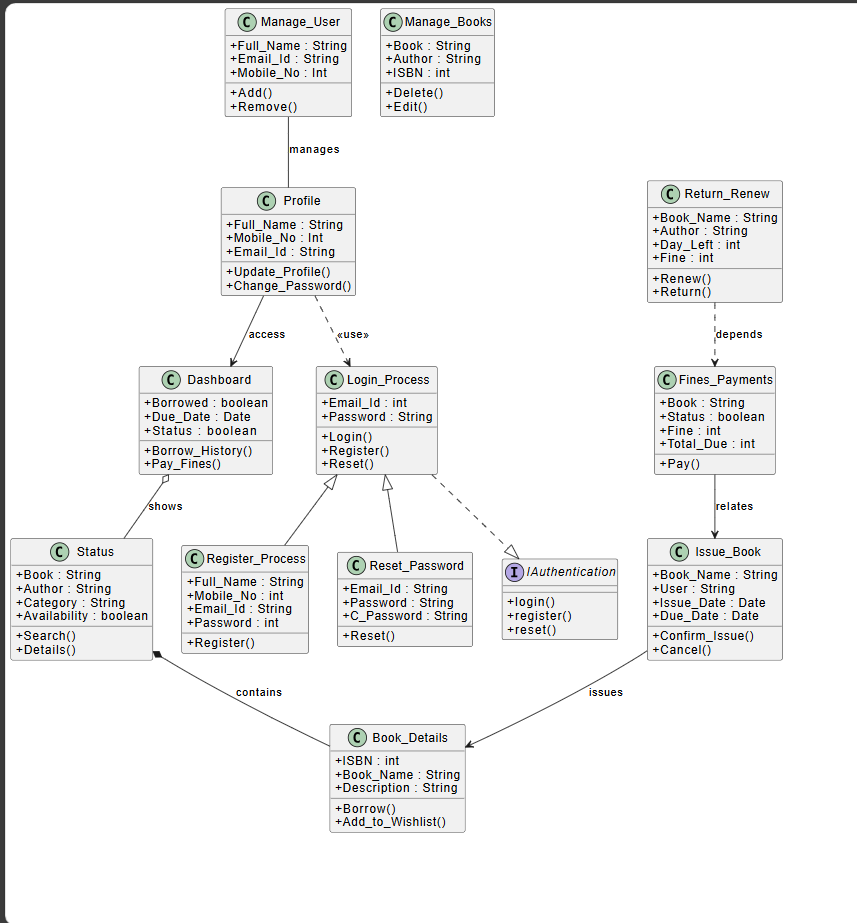 C Manage_User
+Full_Name : String
+Email_Id : String
+Mobile_No : Int
+Add()
+Remove()
C Manage_Books
+Book : String
+Author : String
+ISBN : int
+Delete()
+Edit()
manages
C Profile
+Full_Name : String
+Mobile_No : Int
+Email_Id : String
+Update_Profile()
+Change_Password()
C Return_Renew
+Book_Name : String
+Author : String
+Day_Left : int
+Fine : int
+Renew()
+Return()
access
«use»
depends
C Dashboard
+Borrowed : boolean
+Due_Date : Date
+Status : boolean
+Borrow_History()
+Pay_Fines()
C Login_Process
+Email_Id : int
+Password : String
+Login()
+Register()
+Reset()
C Fines_Payments
+Book : String
+Status : boolean
+Fine : int
+Total_Due : int
+Pay()
shows
relates
C Status
+Book : String
+Author : String
+Category : String
+Availability : boolean
+Search()
+Details()
C Register_Process
+Full_Name : String
+Mobile_No : int
+Email_Id : String
+Password : int
+Register()
C Reset_Password
+Email_Id : String
+Password : String
+C_Password : String
+Reset()
I IAuthentication
+login()
+register()
+reset()
C Issue_Book
+Book_Name : String
+User : String
+Issue_Date : Date
+Due_Date : Date
+Confirm_Issue()
+Cancel()
contains
issues
C Book_Details
+ISBN : int
+Book_Name : String
+Description : String
+Borrow()
+Add_to_Wishlist()